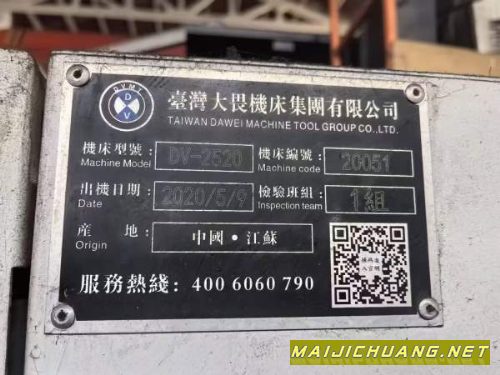 DVMT
D
V
臺灣大畏機床集團有限公司
TAIWAN DAWEI MACHINE TOOL GROUP CO.,LTD.
機床型號: DV-2520 機床編號: 20051
Machine Model Machine code
出機日期: 2020/5/9 檢驗班組: 1組
Date Inspection team
產 地: 中國·江蘇
Origin
服務熱綫: 400 6060 790
MAIJICHUANG.NET